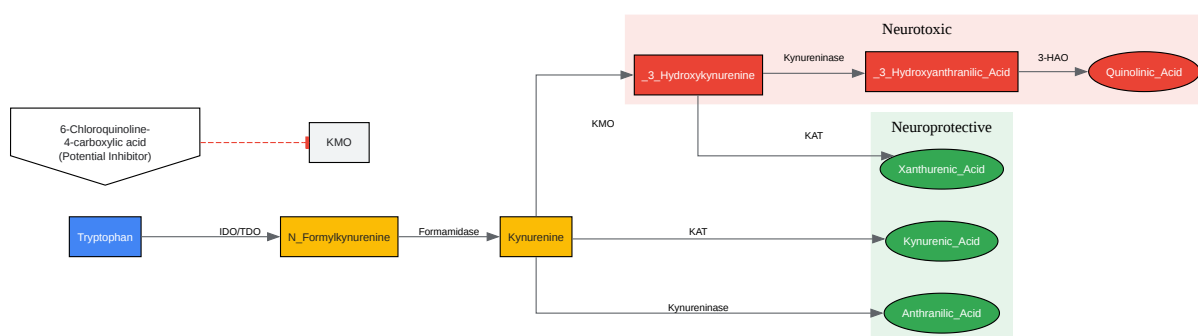 Neurotoxic
_3_Hydroxykynurenine
Kynureninase
_3_Hydroxyanthranilic_Acid
3-HAO
Quinolinic_Acid
6-Chloroquinoline-
4-carboxylic acid
(Potential Inhibitor)
KMO
KMO
KAT
Neuroprotective
Xanthurenic_Acid
Tryptophan
IDO/TDO
N_Formylkynurenine
Formamidase
Kynurenine
KAT
Kynurenic_Acid
Kynureninase
Anthranilic_Acid